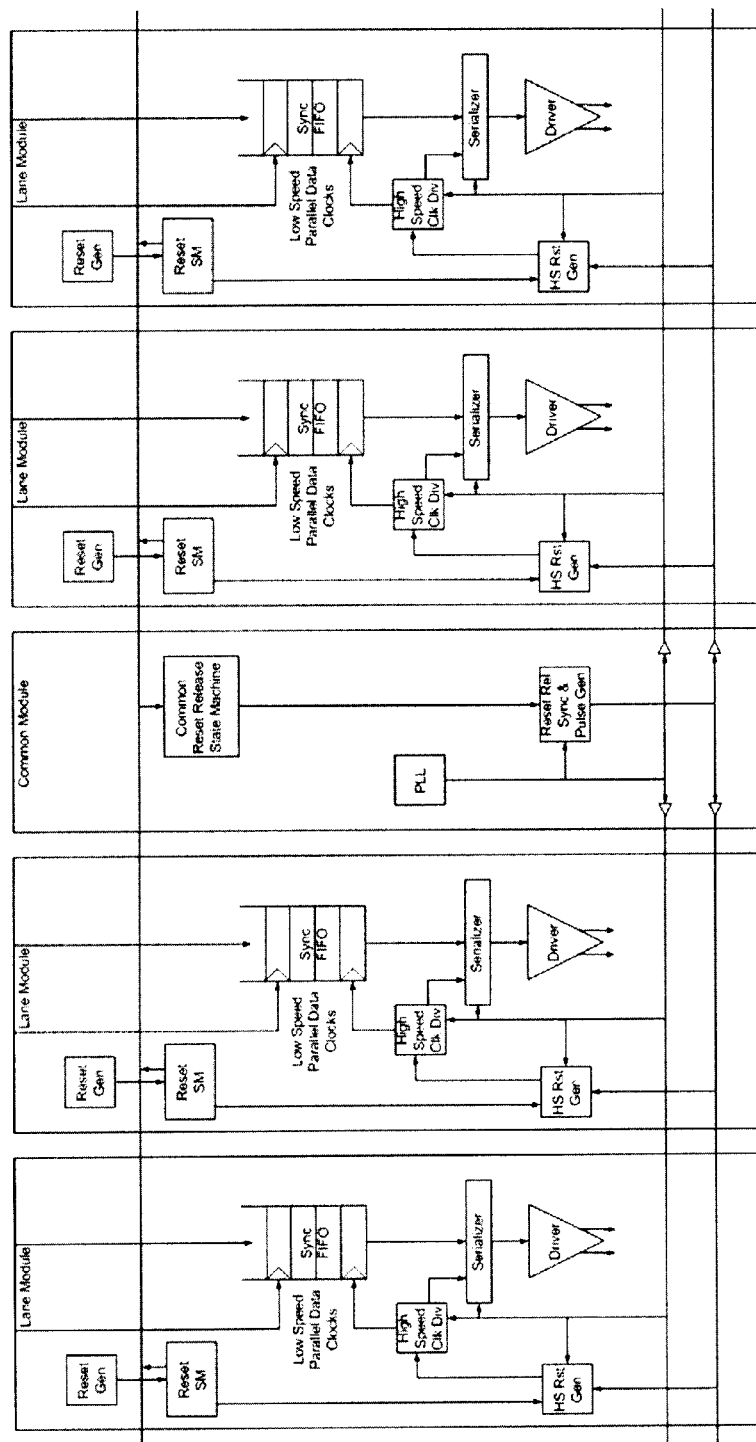 Lane Module
Reset
Gen
Reset
SM
Low Speed
Parallel Data
Clocks
Sync
FIFO
High
Speed
Clk Div
Serializer
Driver
HS Rst
Gen
Lane Module
Reset
Gen
Reset
SM
Low Speed
Parallel Data
Clocks
Sync
FIFO
High
Speed
Clk Div
Serializer
Driver
HS Rst
Gen
Common Module
Common
Reset Release
State Machine
PLL
Reset Rel
Sync &
Pulse Gen
Lane Module
Reset
Gen
Reset
SM
Low Speed
Parallel Data
Clocks
Sync
FIFO
High
Speed
Clk Div
Serializer
Driver
HS Rst
Gen
Lane Module
Reset
Gen
Reset
SM
Low Speed
Parallel Data
Clocks
Sync
FIFO
High
Speed
Clk Div
Serializer
Driver
HS Rst
Gen